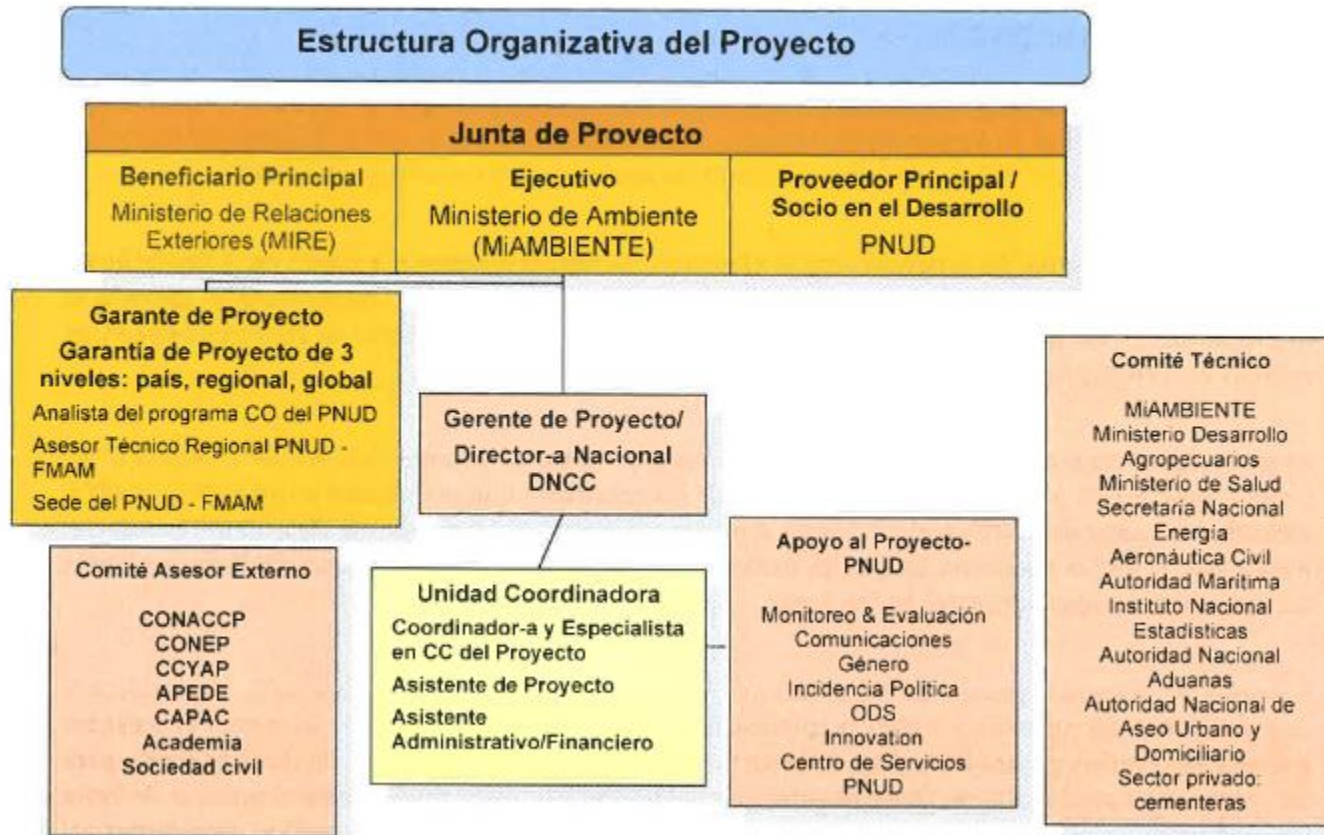 Estructura Organizativa del Proyecto
Junta de Provecto
Beneficiario Principal
Ministerio de Relaciones
Exteriores (MIRE)
Ejecutivo
Ministerio de Ambiente
(MiAMBIENTE)
Proveedor Principal /
Socio en el Desarrollo
PNUD
Garante de Proyecto
Garantía de Proyecto de 3
niveles: país, regional, global
Analista del programa CO del PNUD
Asesor Técnico Regional PNUD -
FMAM
Sede del PNUD - FMAM
Gerente de Proyecto/
Director-a Nacional
DNCC
Comité Técnico
MiAMBIENTE
Ministerio Desarrollo
Agropecuarios
Ministerio de Salud
Secretaría Nacional
Energía
Aeronáutica Civil
Autoridad Marítima
Instituto Nacional
Estadísticas
Autoridad Nacional
Aduanas
Autoridad Nacional de
Aseo Urbano y
Domiciliario
Sector privado:
cementeras
Comité Asesor Externo
CONACCP
CONEP
CCYAP
APEDE
CAPAC
Academia
Sociedad civil
Unidad Coordinadora
Coordinador-a y Especialista
en CC del Proyecto
Asistente de Proyecto
Asistente
Administrativo/Financiero
Apoyo al Proyecto-
PNUD
Monitoreo & Evaluación
Comunicaciones
Género
Incidencia Política
ODS
Innovation
Centro de Servicios
PNUD